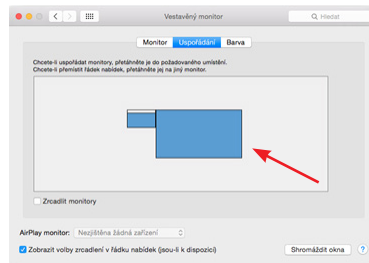 Vestavěný monitor
Hledat
Monitor Uspořádání Barva
Chcete-li uspořádat monitory, přetáhněte je do požadovaného umístění.
Chcete-li přemístit řádek nabídek, přetáhněte jej na jiný monitor.
Zrcadlit monitory
AirPlay monitor: Nezjištěna žádná zařízení
Zobrazit volby zrcadlení v řádku nabídek (jsou-li k dispozici)
Shromáždit okna ?